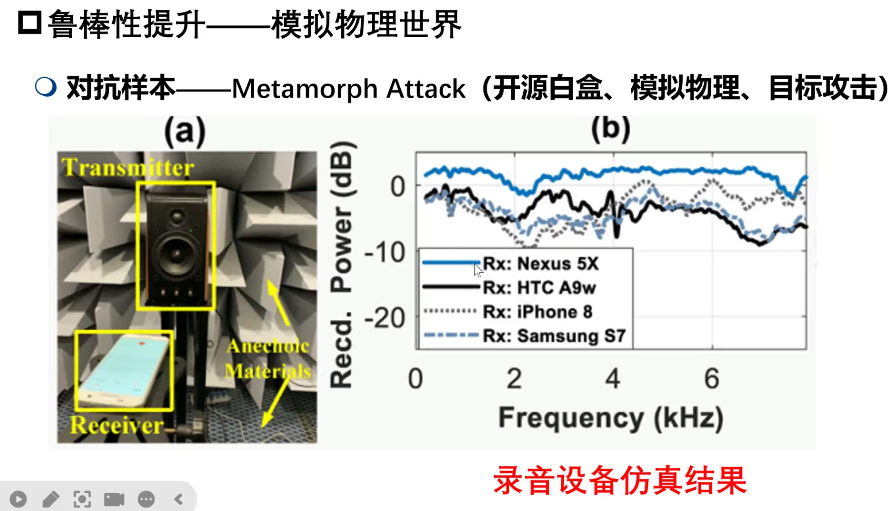 鲁棒性提升——模拟物理世界
对抗样本——Metamorph Attack（开源白盒、模拟物理、目标攻击）
(a)
Transmitter
Anechoic
Materials
Receiver
(b)
Recd. Power (dB)
0
-10
-20
Rx: Nexus 5X
Rx: HTC A9w
Rx: iPhone 8
Rx: Samsung S7
0 2 4 6
Frequency (kHz)
录音设备仿真结果